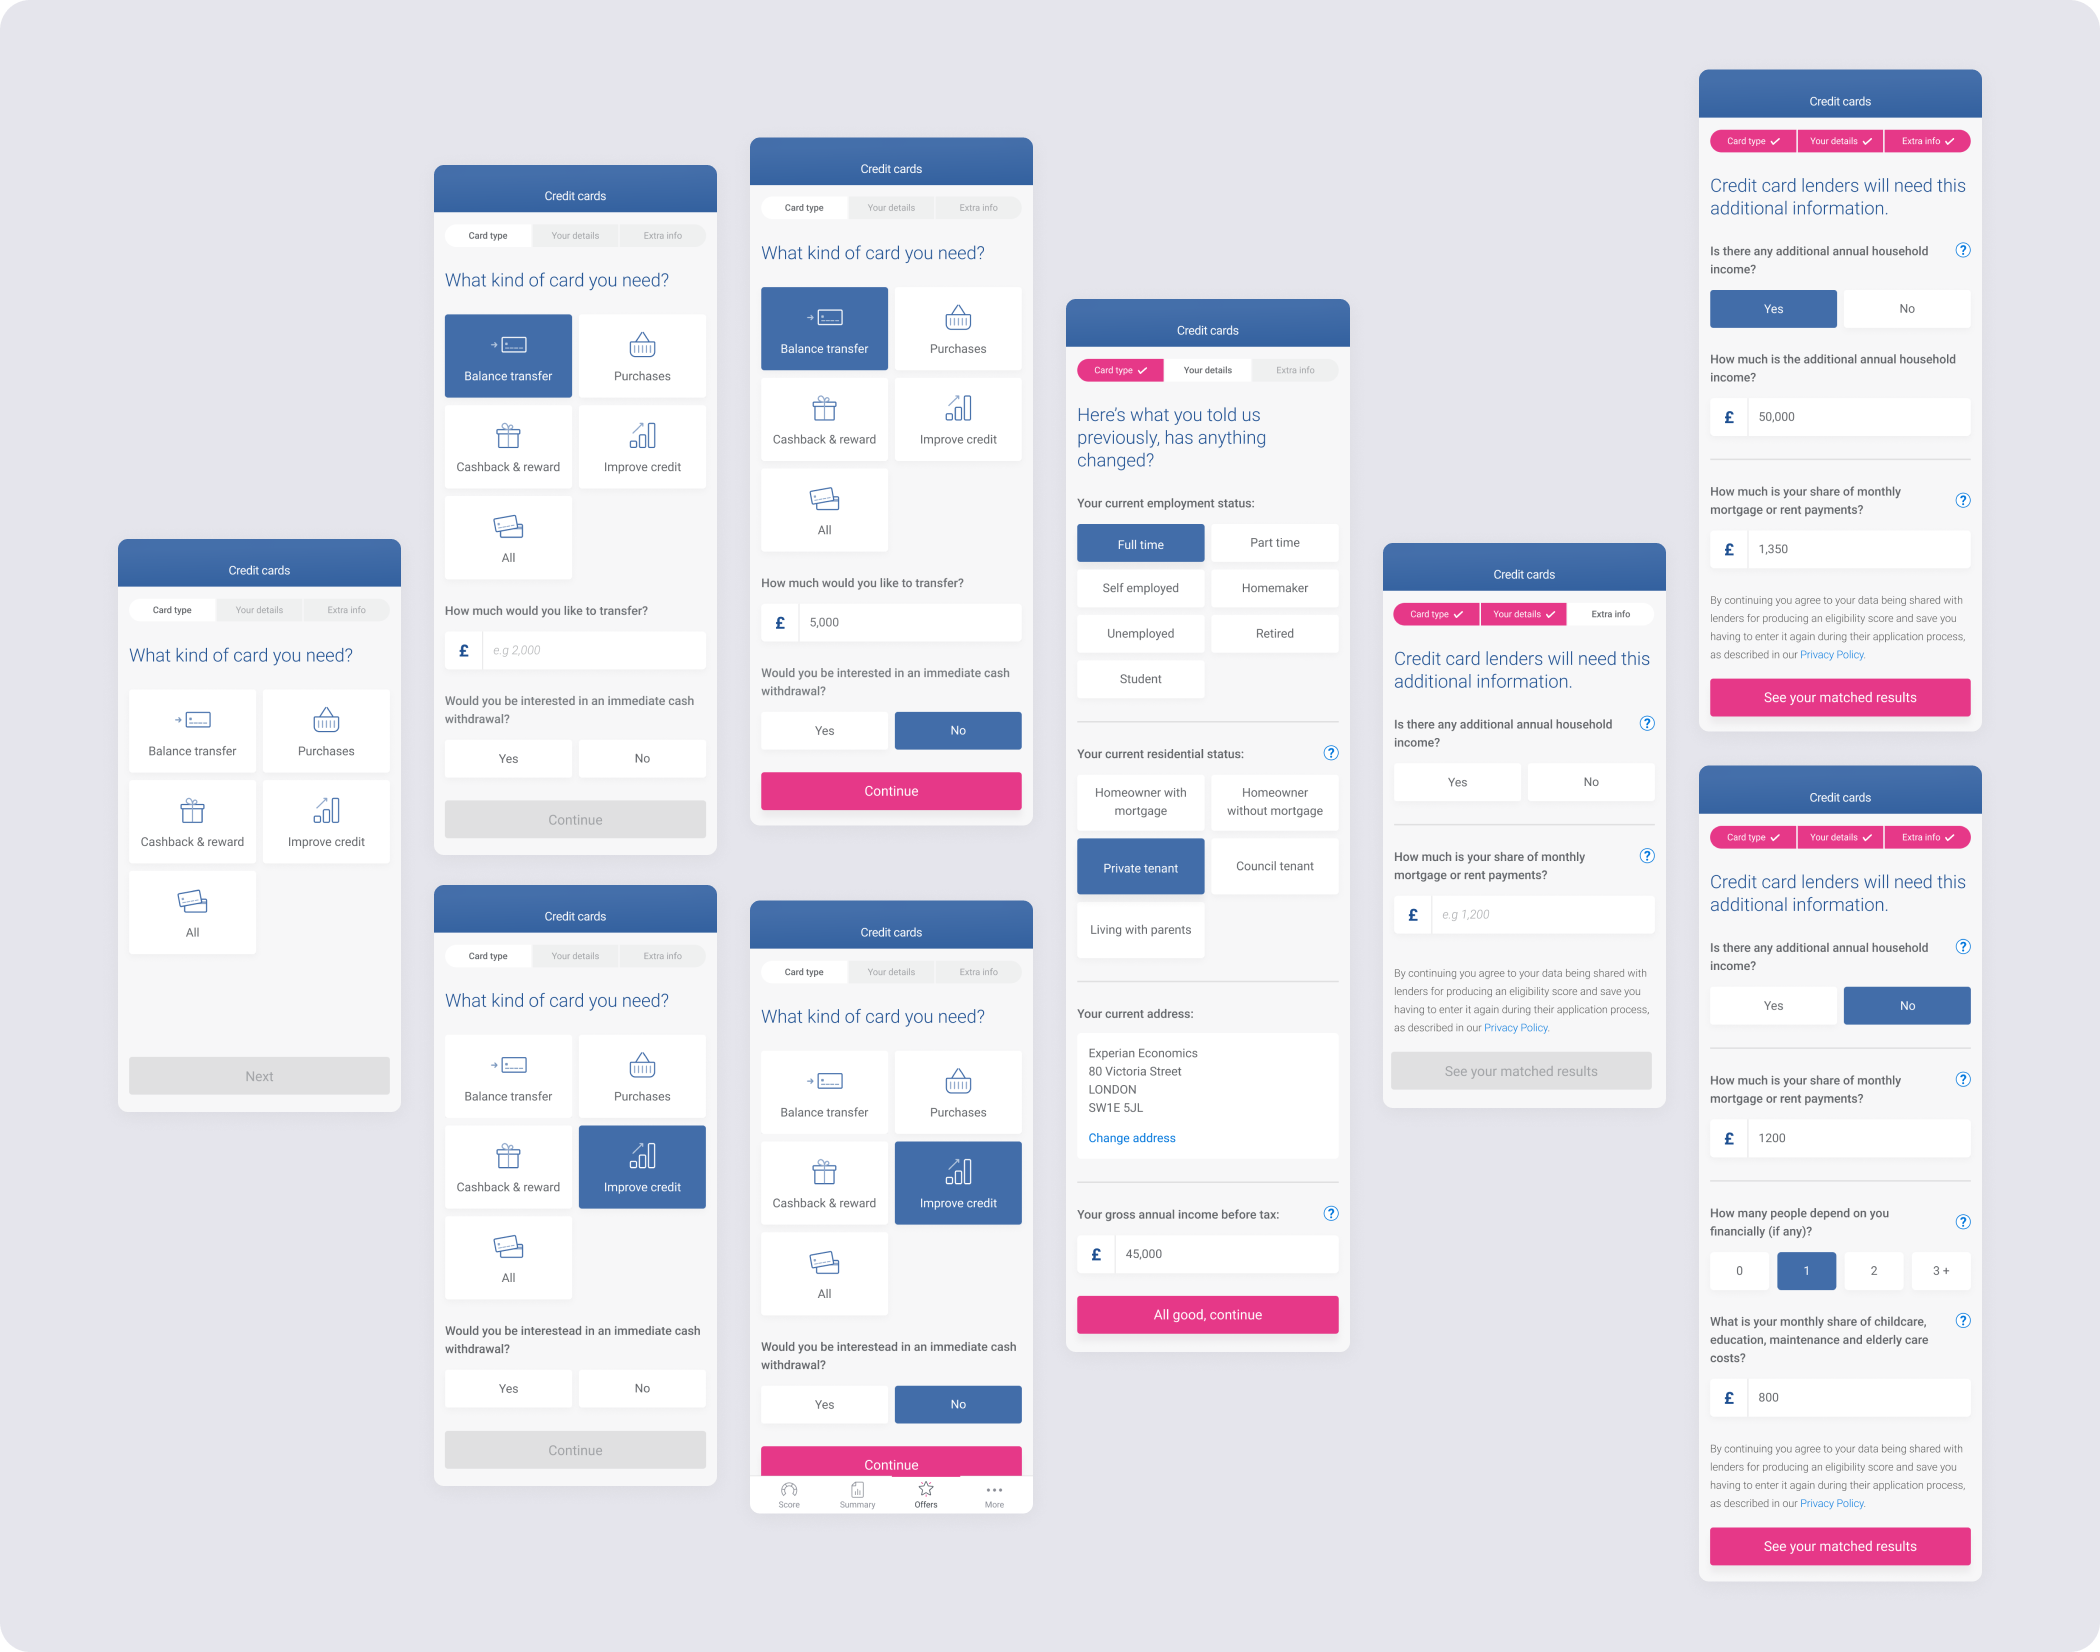 Credit cards
Card type Your details Extra info
What kind of card you need?
Balance transfer Purchases
Cashback & reward Improve credit
All
Next
Credit cards
Card type Your details Extra info
What kind of card you need?
Balance transfer Purchases
Cashback & reward Improve credit
All
How much would you like to transfer?
£ e.g 2,000
Would you be interested in an immediate cash
withdrawal?
Yes No
Continue
Credit cards
Card type Your details Extra info
What kind of card you need?
Balance transfer Purchases
Cashback & reward Improve credit
All
Would you be interestead in an immediate cash
withdrawal?
Yes No
Continue
Credit cards
Card type Your details Extra info
What kind of card you need?
Balance transfer Purchases
Cashback & reward Improve credit
All
How much would you like to transfer?
£ 5,000
Would you be interested in an immediate cash
withdrawal?
Yes No
Continue
Credit cards
Card type Your details Extra info
What kind of card you need?
Balance transfer Purchases
Cashback & reward Improve credit
All
Would you be interestead in an immediate cash
withdrawal?
Yes No
Continue
Score Summary Offers More
Credit cards
Card type Your details Extra info
Here's what you told us
previously, has anything
changed?
Your current employment status:
Full time Part time
Self employed Homemaker
Unemployed Retired
Student
Your current residential status: ?
Homeowner with
mortgage
Homeowner
without mortgage
Private tenant Council tenant
Living with parents
Your current address:
Experian Economics
80 Victoria Street
LONDON
SW1E 5JL
Change address
Your gross annual income before tax: ?
£ 45,000
All good, continue
Credit cards
Card type Your details Extra info
Credit card lenders will need this
additional information.
Is there any additional annual household ?
income?
Yes No
How much is your share of monthly ?
mortgage or rent payments?
£ e.g 1,200
By continuing you agree to your data being shared with
lenders for producing an eligibility score and save you
having to enter it again during their application process,
as described in our Privacy Policy.
See your matched results
Credit cards
Card type Your details Extra info
Credit card lenders will need this
additional information.
Is there any additional annual household ?
income?
Yes No
How much is the additional annual household
income?
£ 50,000
How much is your share of monthly ?
mortgage or rent payments?
£ 1,350
By continuing you agree to your data being shared with
lenders for producing an eligibility score and save you
having to enter it again during their application process,
as described in our Privacy Policy.
See your matched results
Credit cards
Card type Your details Extra info
Credit card lenders will need this
additional information.
Is there any additional annual household ?
income?
Yes No
How much is your share of monthly ?
mortgage or rent payments?
£ 1200
How many people depend on you ?
financially (if any)?
0 1 2 3 +
What is your monthly share of childcare, ?
education, maintenance and elderly care
costs?
£ 800
By continuing you agree to your data being shared with
lenders for producing an eligibility score and save you
having to enter it again during their application process,
as described in our Privacy Policy.
See your matched results